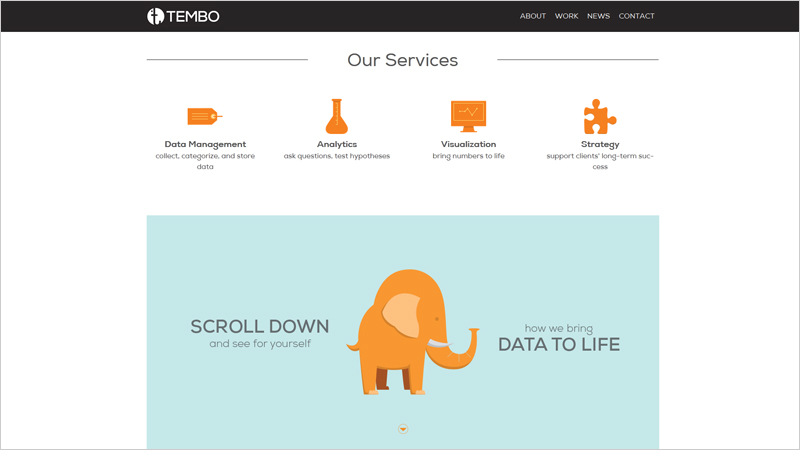 TEMBO
ABOUT WORK NEWS CONTACT
Our Services
Data Management
collect, categorize, and store
data
Analytics
ask questions, test hypotheses
Visualization
bring numbers to life
Strategy
support clients' long-term suc-
cess
SCROLL DOWN
and see for yourself
how we bring
DATA TO LIFE